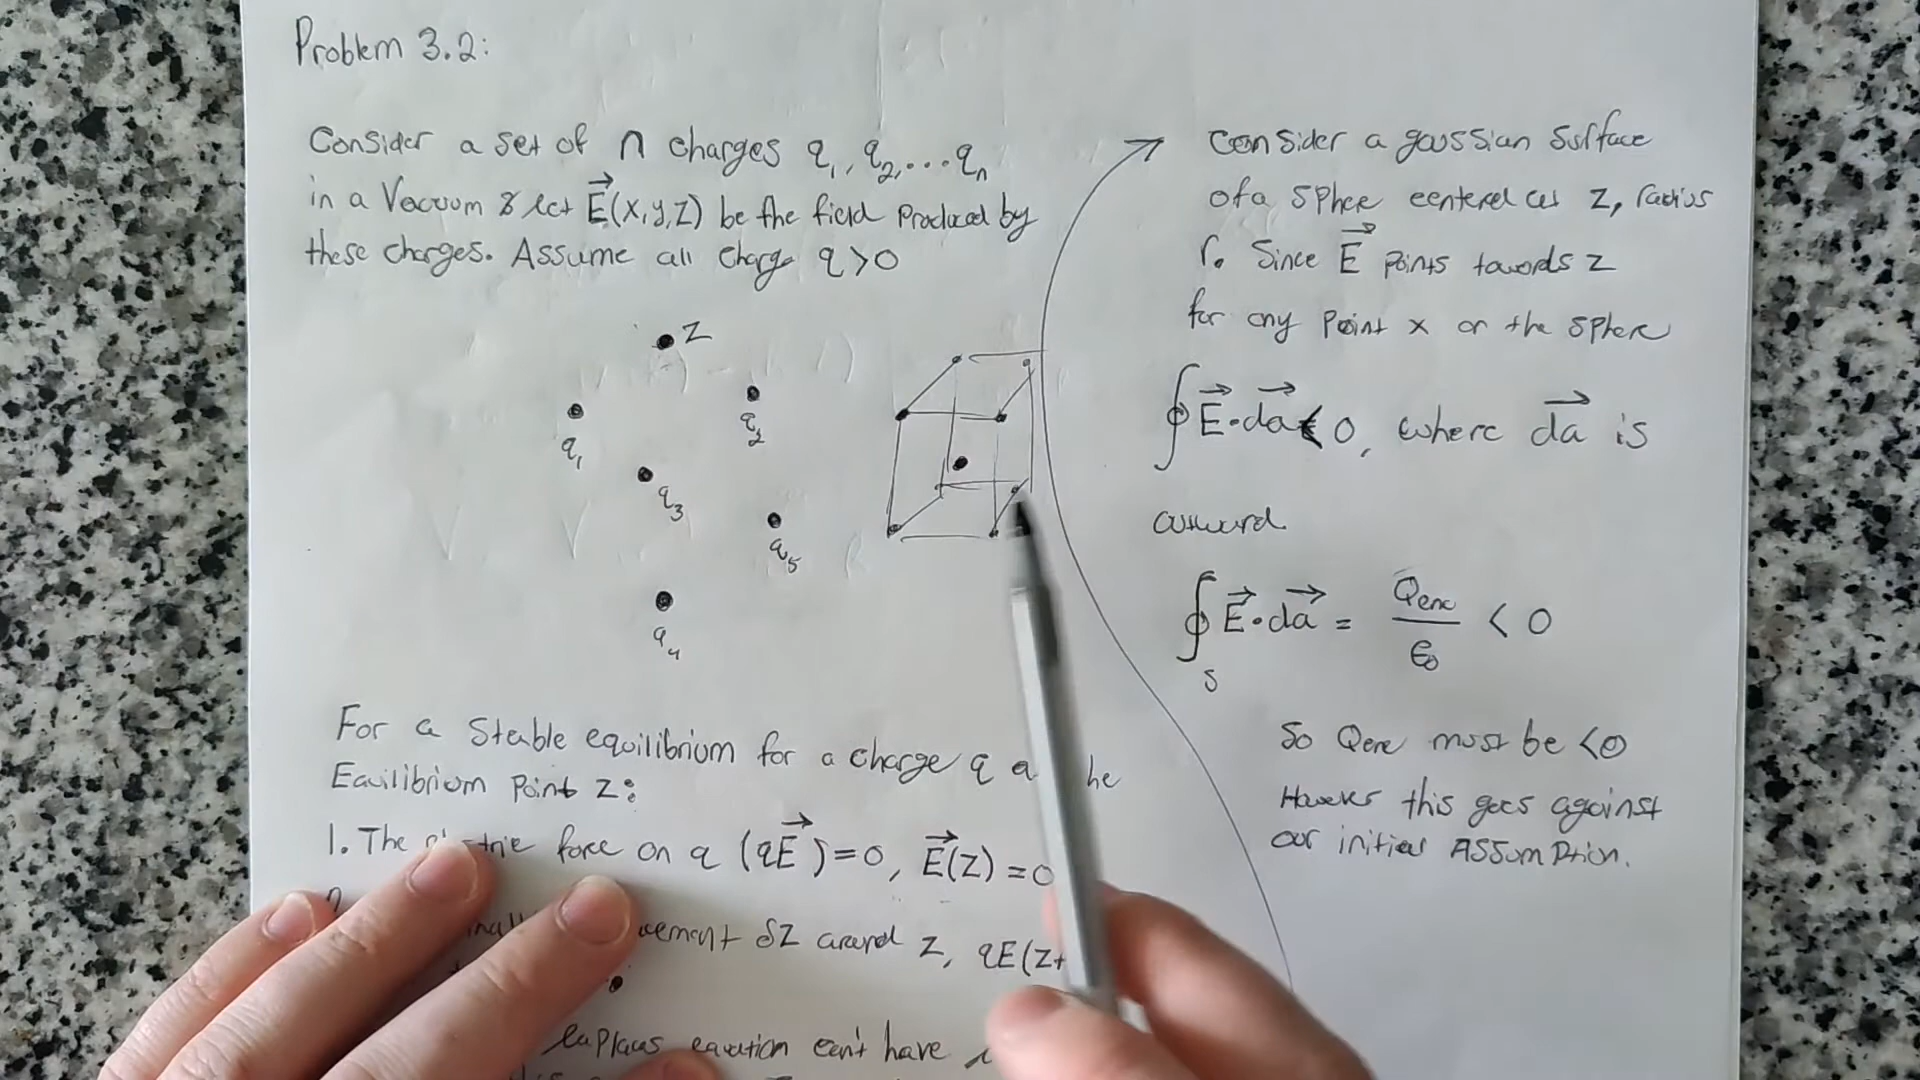 Problem 3.2:
Consider a set of n charges q₁, q₂,...qₙ
in a Vacuum & let E(x,y,z) be the field Produced by
these charges. Assume all charge q>0
z
q₁
q₂
q₃
q₅
q₄
For a Stable equilibrium for a charge q a he
Equilibrium Point z:
1. The force on q (qE)=0, E(z)=0
δz around z, qE(z+
laplaces equation can't have
Consider a gaussian Surface
of a sphere centered at z, radius
r. Since E points towards z
for any point x on the sphere
∮E•da<0, where da is
outward
∮E•da = Qenc/ε₀ < 0
S
So Qenc must be <0
However this goes against
our initial Assumption.